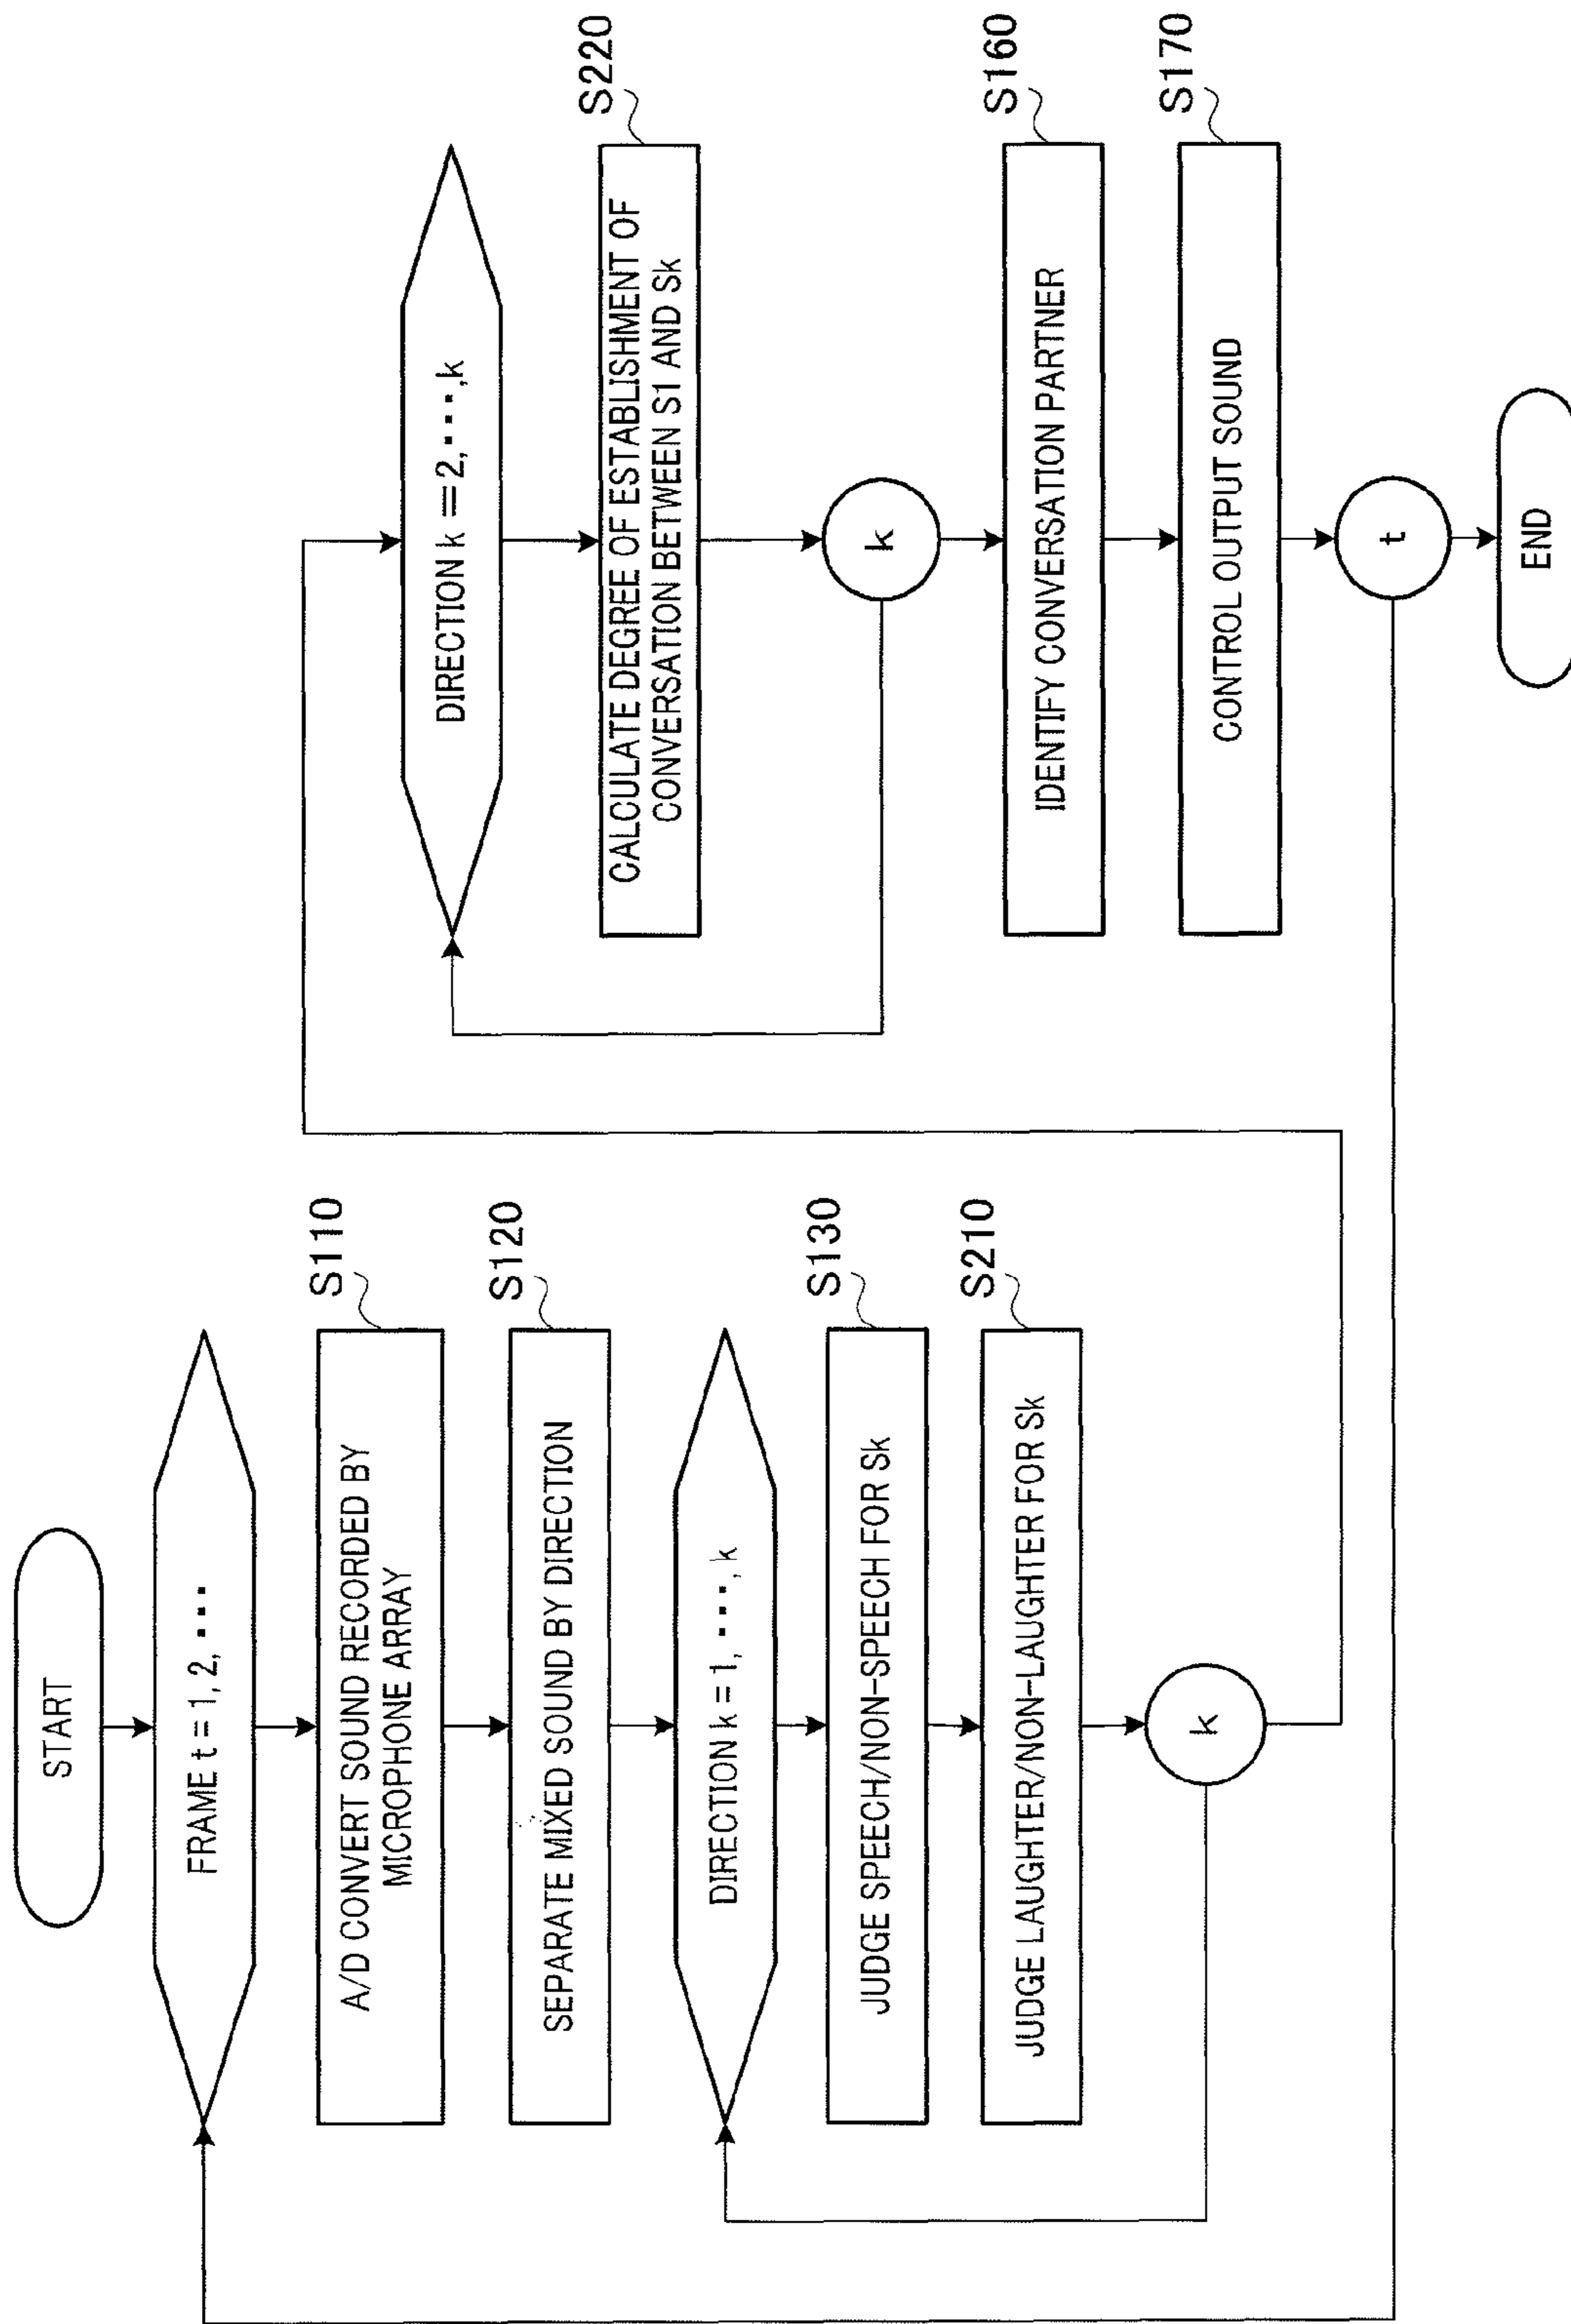 START
FRAME t = 1, 2, ・・・
A/D CONVERT SOUND RECORDED BY
MICROPHONE ARRAY
S110
SEPARATE MIXED SOUND BY DIRECTION
S120
DIRECTION k = 1, ・・・, k
JUDGE SPEECH/NON-SPEECH FOR Sk
S130
JUDGE LAUGHTER/NON-LAUGHTER FOR Sk
S210
k
DIRECTION k = 2, ・・・, k
CALCULATE DEGREE OF ESTABLISHMENT OF
CONVERSATION BETWEEN S1 AND Sk
S220
k
IDENTIFY CONVERSATION PARTNER
S160
CONTROL OUTPUT SOUND
S170
t
END